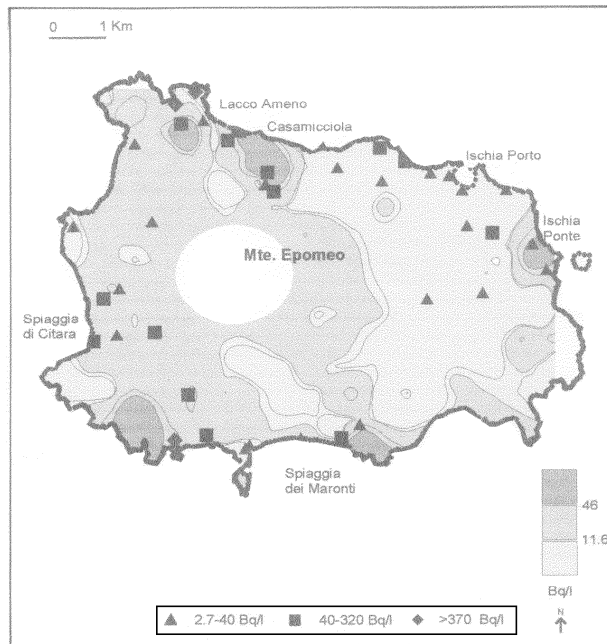 0 1 Km
Lacco Ameno
Casamicciola
Ischia Porto
Ischia
Ponte
Mte. Epomeo
Spiaggia
di Citara
Spiaggia
dei Maronti
46
11.6
Bq/l
N
2.7-40 Bq/l 40-320 Bq/l >370 Bq/l